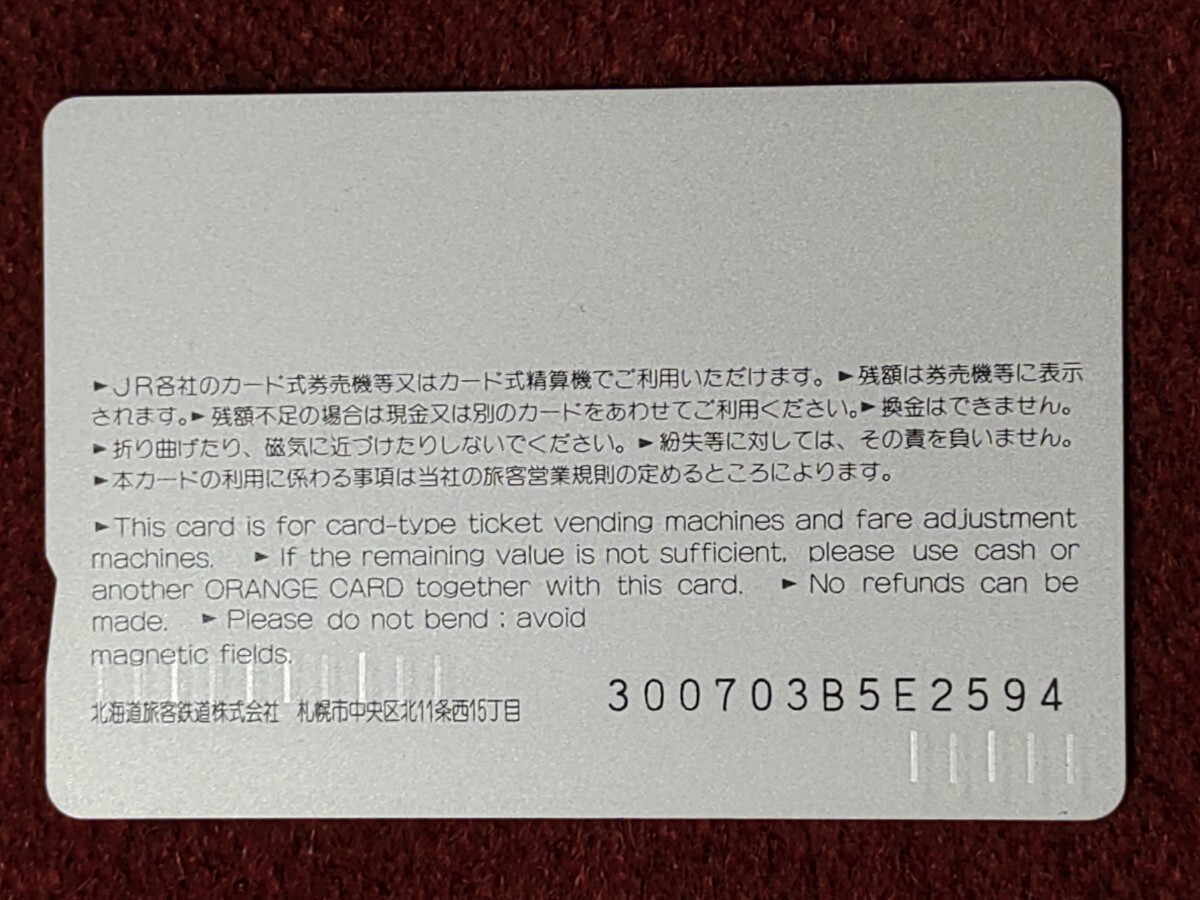 ►JR各社のカード式券売機等又はカード式精算機でご利用いただけます。►残額は券売機等に表示
されます。►残額不足の場合は現金又は別のカードをあわせてご利用ください。►換金はできません。
►折り曲げたり、磁気に近づけたりしないでください。►紛失等に対しては、その責を負いません。
►本カードの利用に係わる事項は当社の旅客営業規則の定めるところによります。
►This card is for card-type ticket vending machines and fare adjustment
machines. ►If the remaining value is not sufficient, please use cash or
another ORANGE CARD together with this card. ►No refunds can be
made. ►Please do not bend : avoid
magnetic fields.
北海道旅客鉄道株式会社 札幌市中央区北11条西15丁目
300703B5E2594